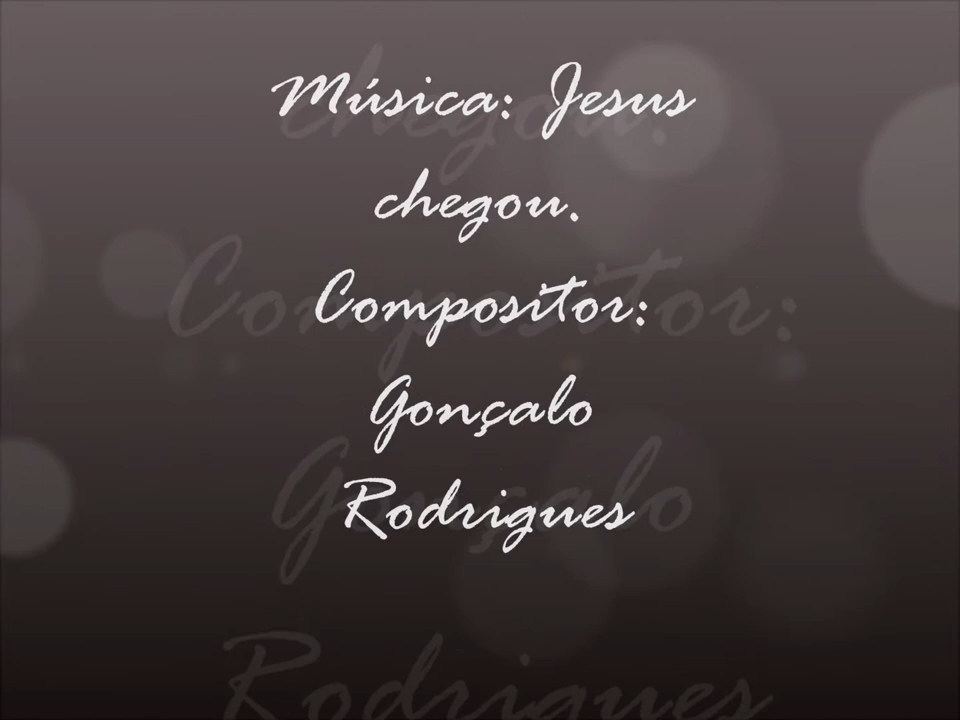 Música: Jesus
chegou.
Compositor:
Gonçalo
Rodrigues